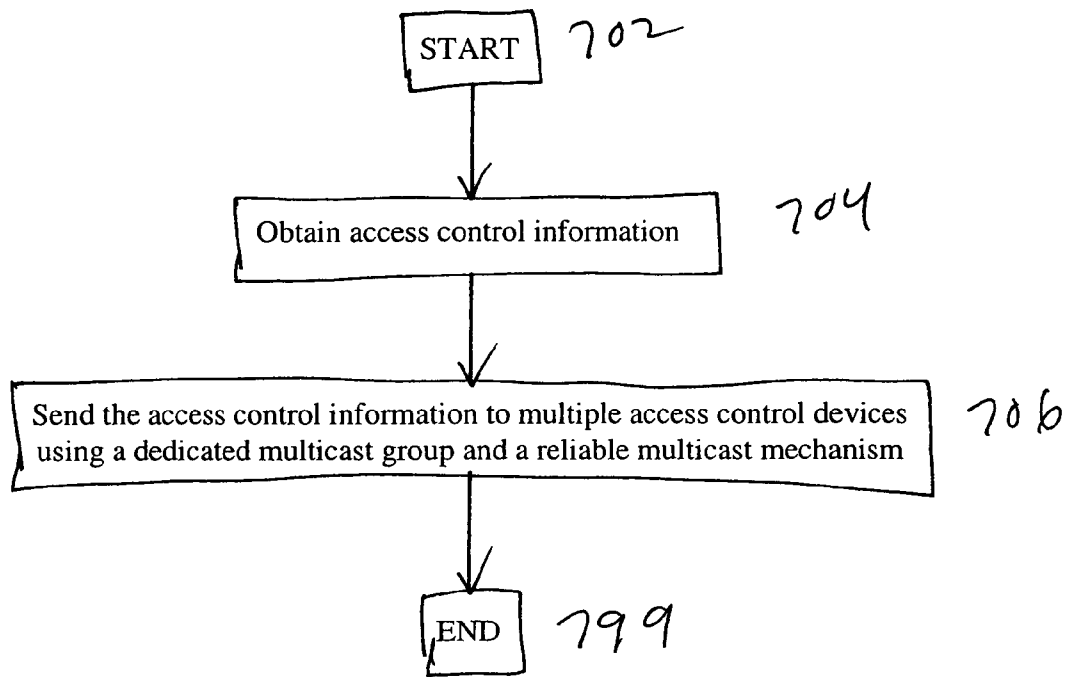 START 702
Obtain access control information 704
Send the access control information to multiple access control devices 706
using a dedicated multicast group and a reliable multicast mechanism
END 799